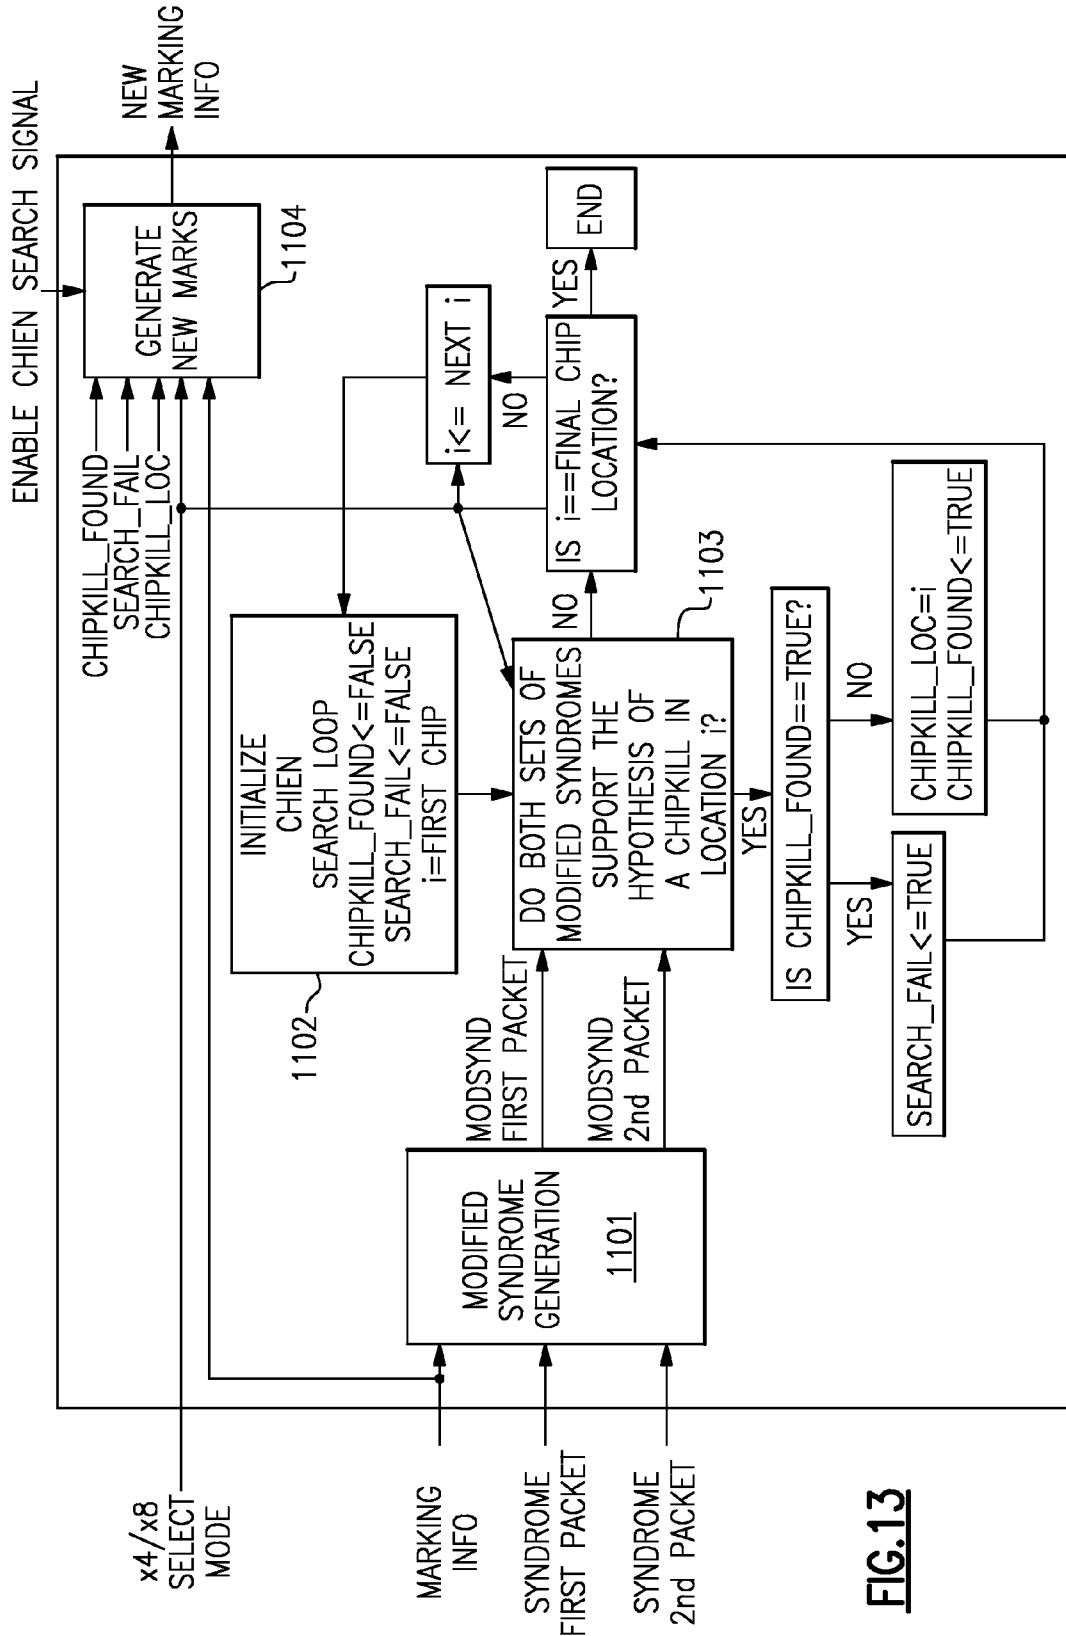 ENABLE CHIEN SEARCH SIGNAL
CHIPKILL_FOUND
SEARCH_FAIL
CHIPKILL_LOC
GENERATE
NEW MARKS
1104
NEW
MARKING
INFO
x4/x8
SELECT
MODE
INITIALIZE
CHIEN
SEARCH LOOP
CHIPKILL_FOUND<=FALSE
SEARCH_FAIL<=FALSE
i=FIRST CHIP
1102
i<= NEXT i
NO
MARKING
INFO
SYNDROME
FIRST PACKET
SYNDROME
2nd PACKET
MODIFIED
SYNDROME
GENERATION
1101
MODSYND
FIRST PACKET
MODSYND
2nd PACKET
DO BOTH SETS OF
MODIFIED SYNDROMES
SUPPORT THE
HYPOTHESIS OF
A CHIPKILL IN
LOCATION i?
1103
NO
IS i==FINAL CHIP
LOCATION?
YES
END
YES
IS CHIPKILL_FOUND==TRUE?
YES
NO
SEARCH_FAIL<=TRUE
CHIPKILL_LOC=i
CHIPKILL_FOUND<=TRUE
FIG.13